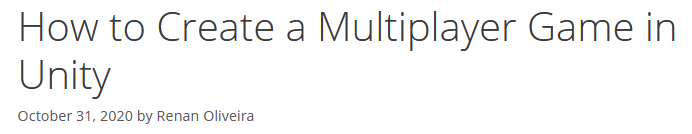 How to Create a Multiplayer Game in
Unity
October 31, 2020 by Renan Oliveira